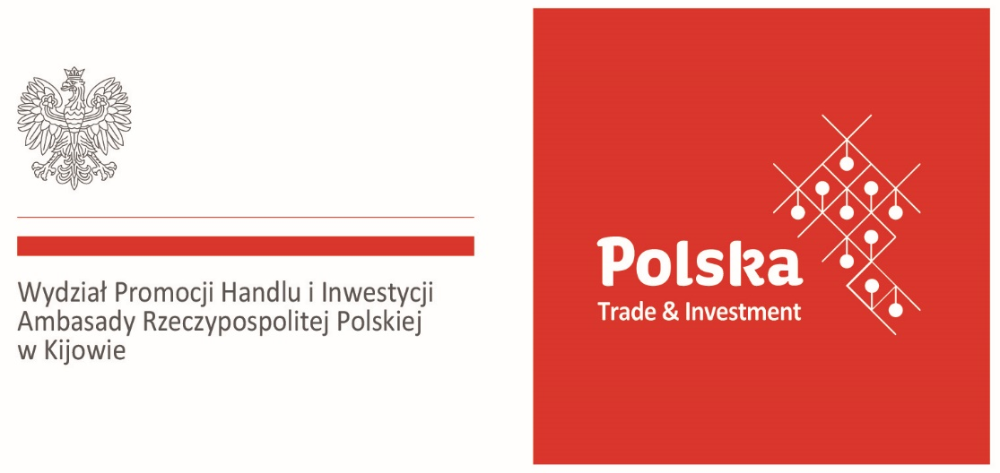 Wydział Promocji Handlu i Inwestycji
Ambasady Rzeczypospolitej Polskiej
w Kijowie
Polska
Trade & Investment